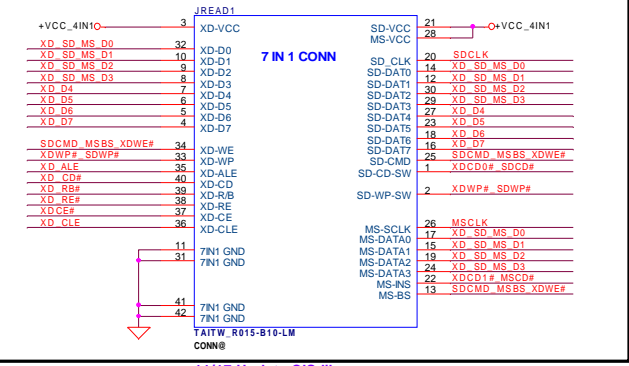 JREAD1
+VCC_4IN1 3 XD-VCC
SD-VCC 21 +VCC_4IN1
MS-VCC 28
7 IN 1 CONN
XD_SD_MS_D0 32 XD-D0
XD_SD_MS_D1 10 XD-D1
XD_SD_MS_D2 9 XD-D2
XD_SD_MS_D3 8 XD-D3
XD_D4 7 XD-D4
XD_D5 6 XD-D5
XD_D6 5 XD-D6
XD_D7 4 XD-D7
SD_CLK 20 SDCLK
SD-DAT0 14 XD_SD_MS_D0
SD-DAT1 12 XD_SD_MS_D1
SD-DAT2 30 XD_SD_MS_D2
SD-DAT3 29 XD_SD_MS_D3
SD-DAT4 27 XD_D4
SD-DAT5 23 XD_D5
SD-DAT6 18 XD_D6
SD-DAT7 16 XD_D7
SD-CMD 25 SDCMD_MSBS_XDWE#
SD-CD-SW 1 XDCD0#_SDCD#
SDCMD_MSBS_XDWE# 34 XD-WE
XDWP#_SDWP# 33 XD-WP
XD_ALE 35 XD-ALE
XD_CD# 40 XD-CD
XD_RB# 39 XD-R/B
XD_RE# 38 XD-RE
XDCE# 37 XD-CE
XD_CLE 36 XD-CLE
SD-WP-SW 2 XDWP#_SDWP#
MS-SCLK 26 MSCLK
MS-DATA0 17 XD_SD_MS_D0
MS-DATA1 15 XD_SD_MS_D1
MS-DATA2 19 XD_SD_MS_D2
MS-DATA3 24 XD_SD_MS_D3
MS-INS 22 XDCD1#_MSCD#
MS-BS 13 SDCMD_MSBS_XDWE#
11 7IN1 GND
31 7IN1 GND
41 7IN1 GND
42 7IN1 GND
TAITW_R015-B10-LM
CONN@